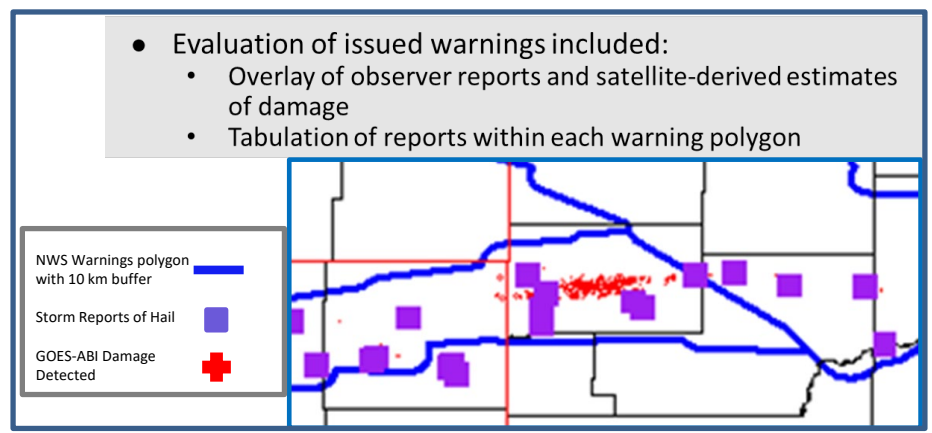 ● Evaluation of issued warnings included:
• Overlay of observer reports and satellite-derived estimates
of damage
• Tabulation of reports within each warning polygon
NWS Warnings polygon
with 10 km buffer
Storm Reports of Hail
GOES-ABI Damage
Detected